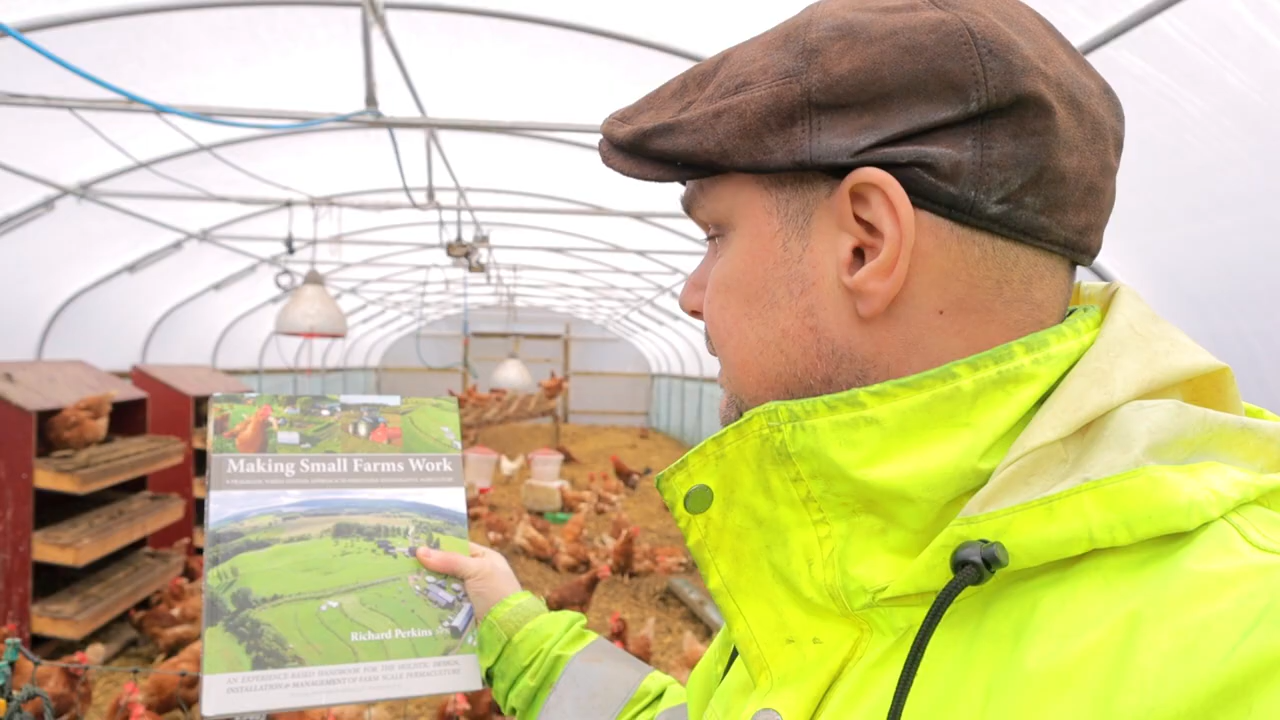 Making Small Farms Work
Richard Perkins
AN EXPERIENCE-BASED HANDBOOK FOR THE HOLISTIC DESIGN,
INSTALLATION & MANAGEMENT OF FARM SCALE PERMACULTURE